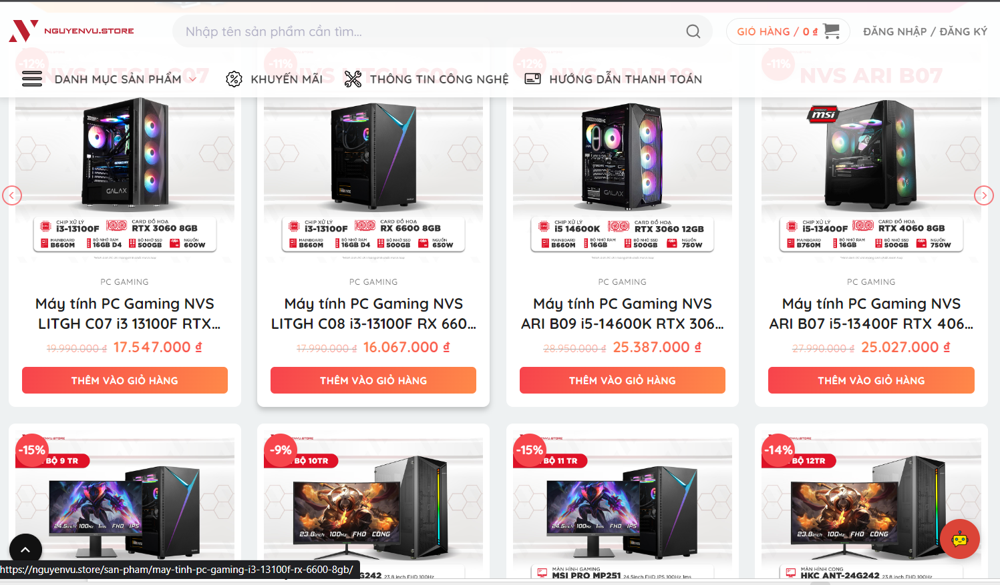 NGUYENVU.STORE
Nhập tên sản phẩm cần tìm...
GIỎ HÀNG / 0 ₫
ĐĂNG NHẬP / ĐĂNG KÝ
-12%
NVS LITGH C07
-11%
NVS LITGH C08
-12%
NVS ARI B09
-11%
NVS ARI B07
DANH MỤC SẢN PHẨM
KHUYẾN MÃI
THÔNG TIN CÔNG NGHỆ
HƯỚNG DẪN THANH TOÁN
GALAX
CHIP XỬ LÝ
i3-13100F
CARD ĐỒ HOẠ
RTX 3060 8GB
MAINBOARD
B660M
BỘ NHỚ RAM
16GB D4
BỘ NHỚ SSD
500GB
NGUỒN
600W
PC GAMING
Máy tính PC Gaming NVS
LITGH C07 i3 13100F RTX...
19.990.000 ₫ 17.547.000 ₫
THÊM VÀO GIỎ HÀNG
CHIP XỬ LÝ
i3-13100F
CARD ĐỒ HOẠ
RX 6600 8GB
MAINBOARD
B660M
BỘ NHỚ RAM
16GB D4
BỘ NHỚ SSD
500GB
NGUỒN
650W
PC GAMING
Máy tính PC Gaming NVS
LITGH C08 i3-13100F RX 660...
17.990.000 ₫ 16.067.000 ₫
THÊM VÀO GIỎ HÀNG
GALAX
GALAX
CHIP XỬ LÝ
i5 14600K
CARD ĐỒ HOẠ
RTX 3060 12GB
MAINBOARD
B660M
BỘ NHỚ RAM
16GB
BỘ NHỚ SSD
500GB
NGUỒN
750W
PC GAMING
Máy tính PC Gaming NVS
ARI B09 i5-14600K RTX 306...
28.950.000 ₫ 25.387.000 ₫
THÊM VÀO GIỎ HÀNG
msi
CHIP XỬ LÝ
i5-13400F
CARD ĐỒ HOẠ
RTX 4060 8GB
MAINBOARD
B760M
BỘ NHỚ RAM
16GB
BỘ NHỚ SSD
500GB
NGUỒN
750W
PC GAMING
Máy tính PC Gaming NVS
ARI B07 i5-13400F RTX 406...
27.990.000 ₫ 25.027.000 ₫
THÊM VÀO GIỎ HÀNG
-15%
BỘ 9 TR
24.5inch 100Hz 1ms FHD IPS
-9%
BỘ 10TR
23.8inch 100Hz FHD CONG
G242 23.8 inch FHD 100Hz
-15%
BỘ 11 TR
24.5inch 100Hz 1ms FHD IPS
MÀN HÌNH GAMING
MSI PRO MP251 24.5inch FHD IPS 100Hz 1ms
-14%
BỘ 12TR
23.8inch 100Hz FHD CONG
MÀN HÌNH CONG
HKC ANT-24G242 23.8 inch FHD 100Hz
https://nguyenvu.store/san-pham/may-tinh-pc-gaming-i3-13100f-rx-6600-8gb/